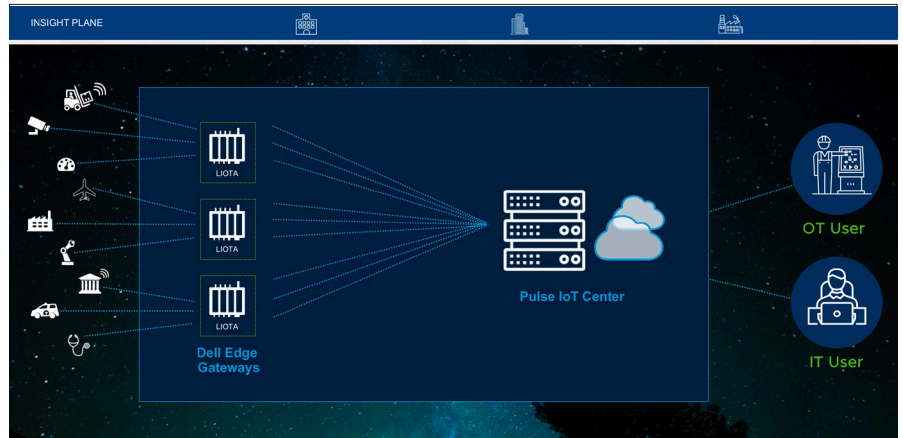 INSIGHT PLANE
LIOTA
LIOTA
LIOTA
Dell Edge
Gateways
Pulse IoT Center
OT User
IT User